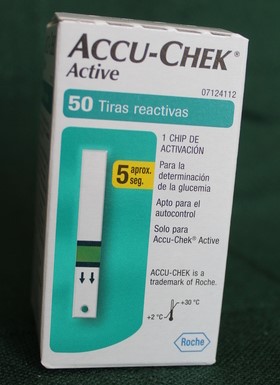 ACCU-CHEK®
Active
07124112
50 Tiras reactivas
1 CHIP DE
ACTIVACIÓN
5 aprox.
seg.
Para la
determinación
de la glucemia
Apto para el
autocontrol
Solo para
Accu-Chek® Active
ACCU-CHEK is a
trademark of Roche.
+30 °C
+2 °C
Roche